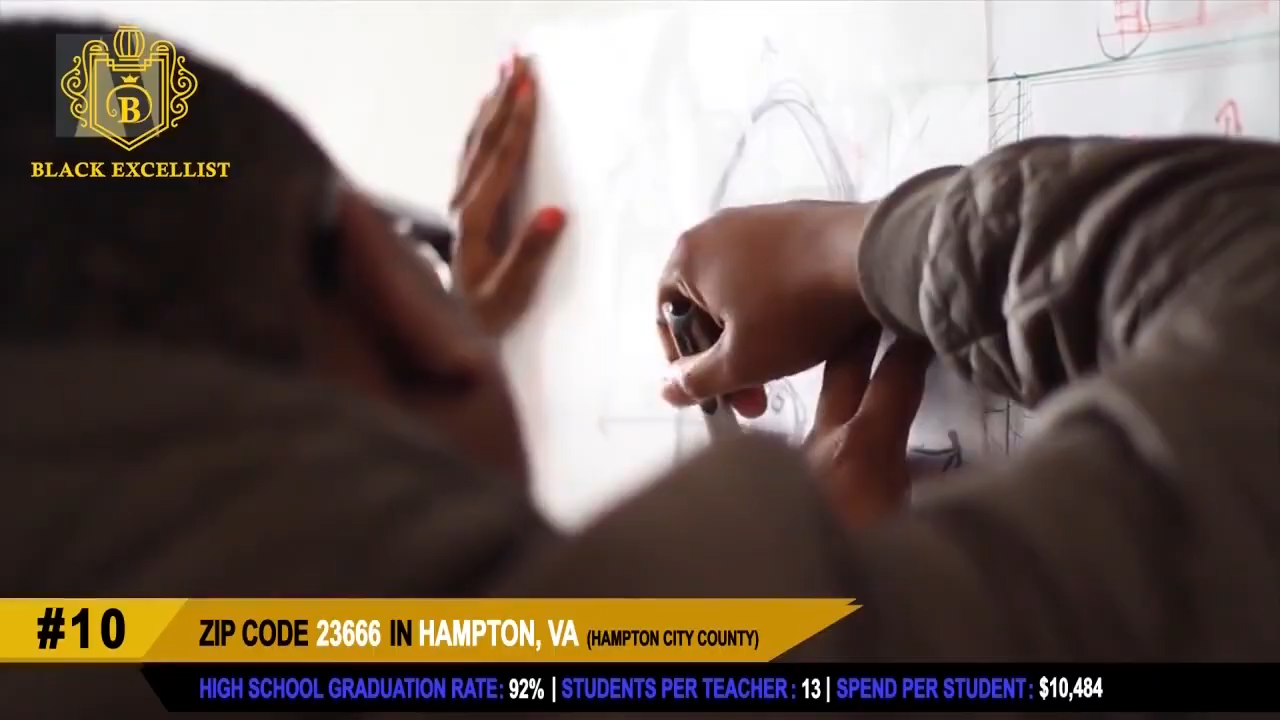 B
BLACK EXCELLIST
#10
ZIP CODE 23666 IN HAMPTON, VA (HAMPTON CITY COUNTY)
HIGH SCHOOL GRADUATION RATE: 92% | STUDENTS PER TEACHER: 13 | SPEND PER STUDENT: $10,484